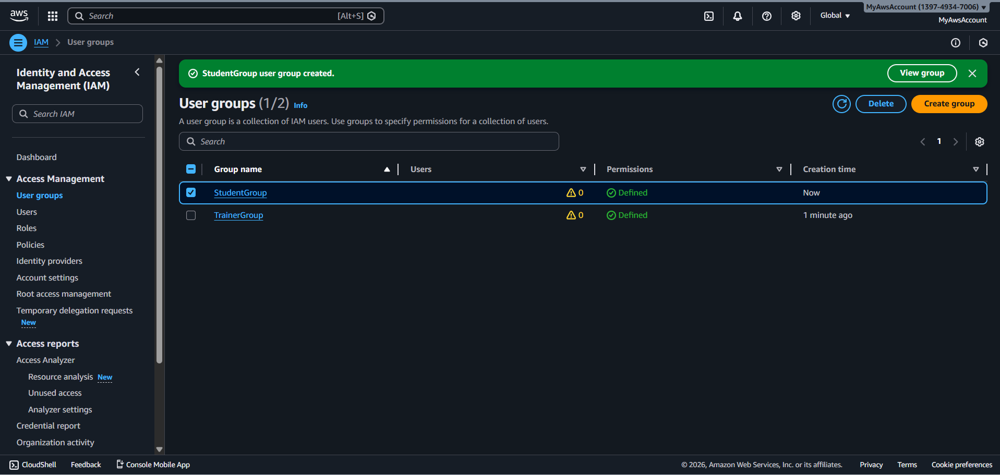 aws
Search [Alt+S]
Global
MyAwsAccount (1397-4934-7006)
MyAwsAccount
IAM User groups
Identity and Access
Management (IAM)
Search IAM
Dashboard
Access Management
User groups
Users
Roles
Policies
Identity providers
Account settings
Root access management
Temporary delegation requests
New
Access reports
Access Analyzer
Resource analysis New
Unused access
Analyzer settings
Credential report
Organization activity
StudentGroup user group created.
View group
User groups (1/2) Info
Delete
Create group
A user group is a collection of IAM users. Use groups to specify permissions for a collection of users.
Search
1
Group name Users Permissions Creation time
StudentGroup 0 Defined Now
TrainerGroup 0 Defined 1 minute ago
CloudShell Feedback Console Mobile App © 2026, Amazon Web Services, Inc. or its affiliates. Privacy Terms Cookie preferences